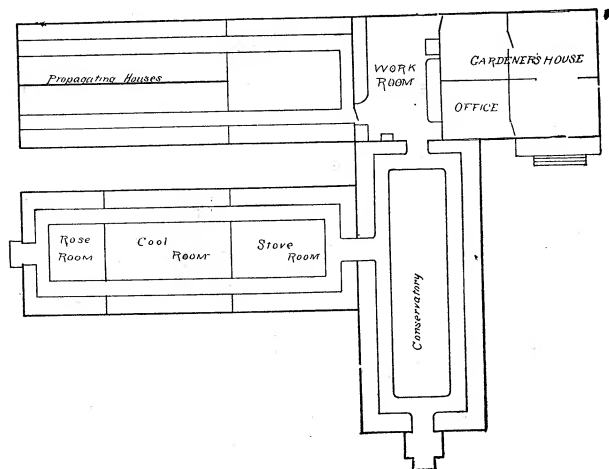 Propagating Houses
WORK
ROOM
GARDENER'S HOUSE
OFFICE
ROSE
ROOM
COOL
ROOM
STOVE
ROOM
Conservatory